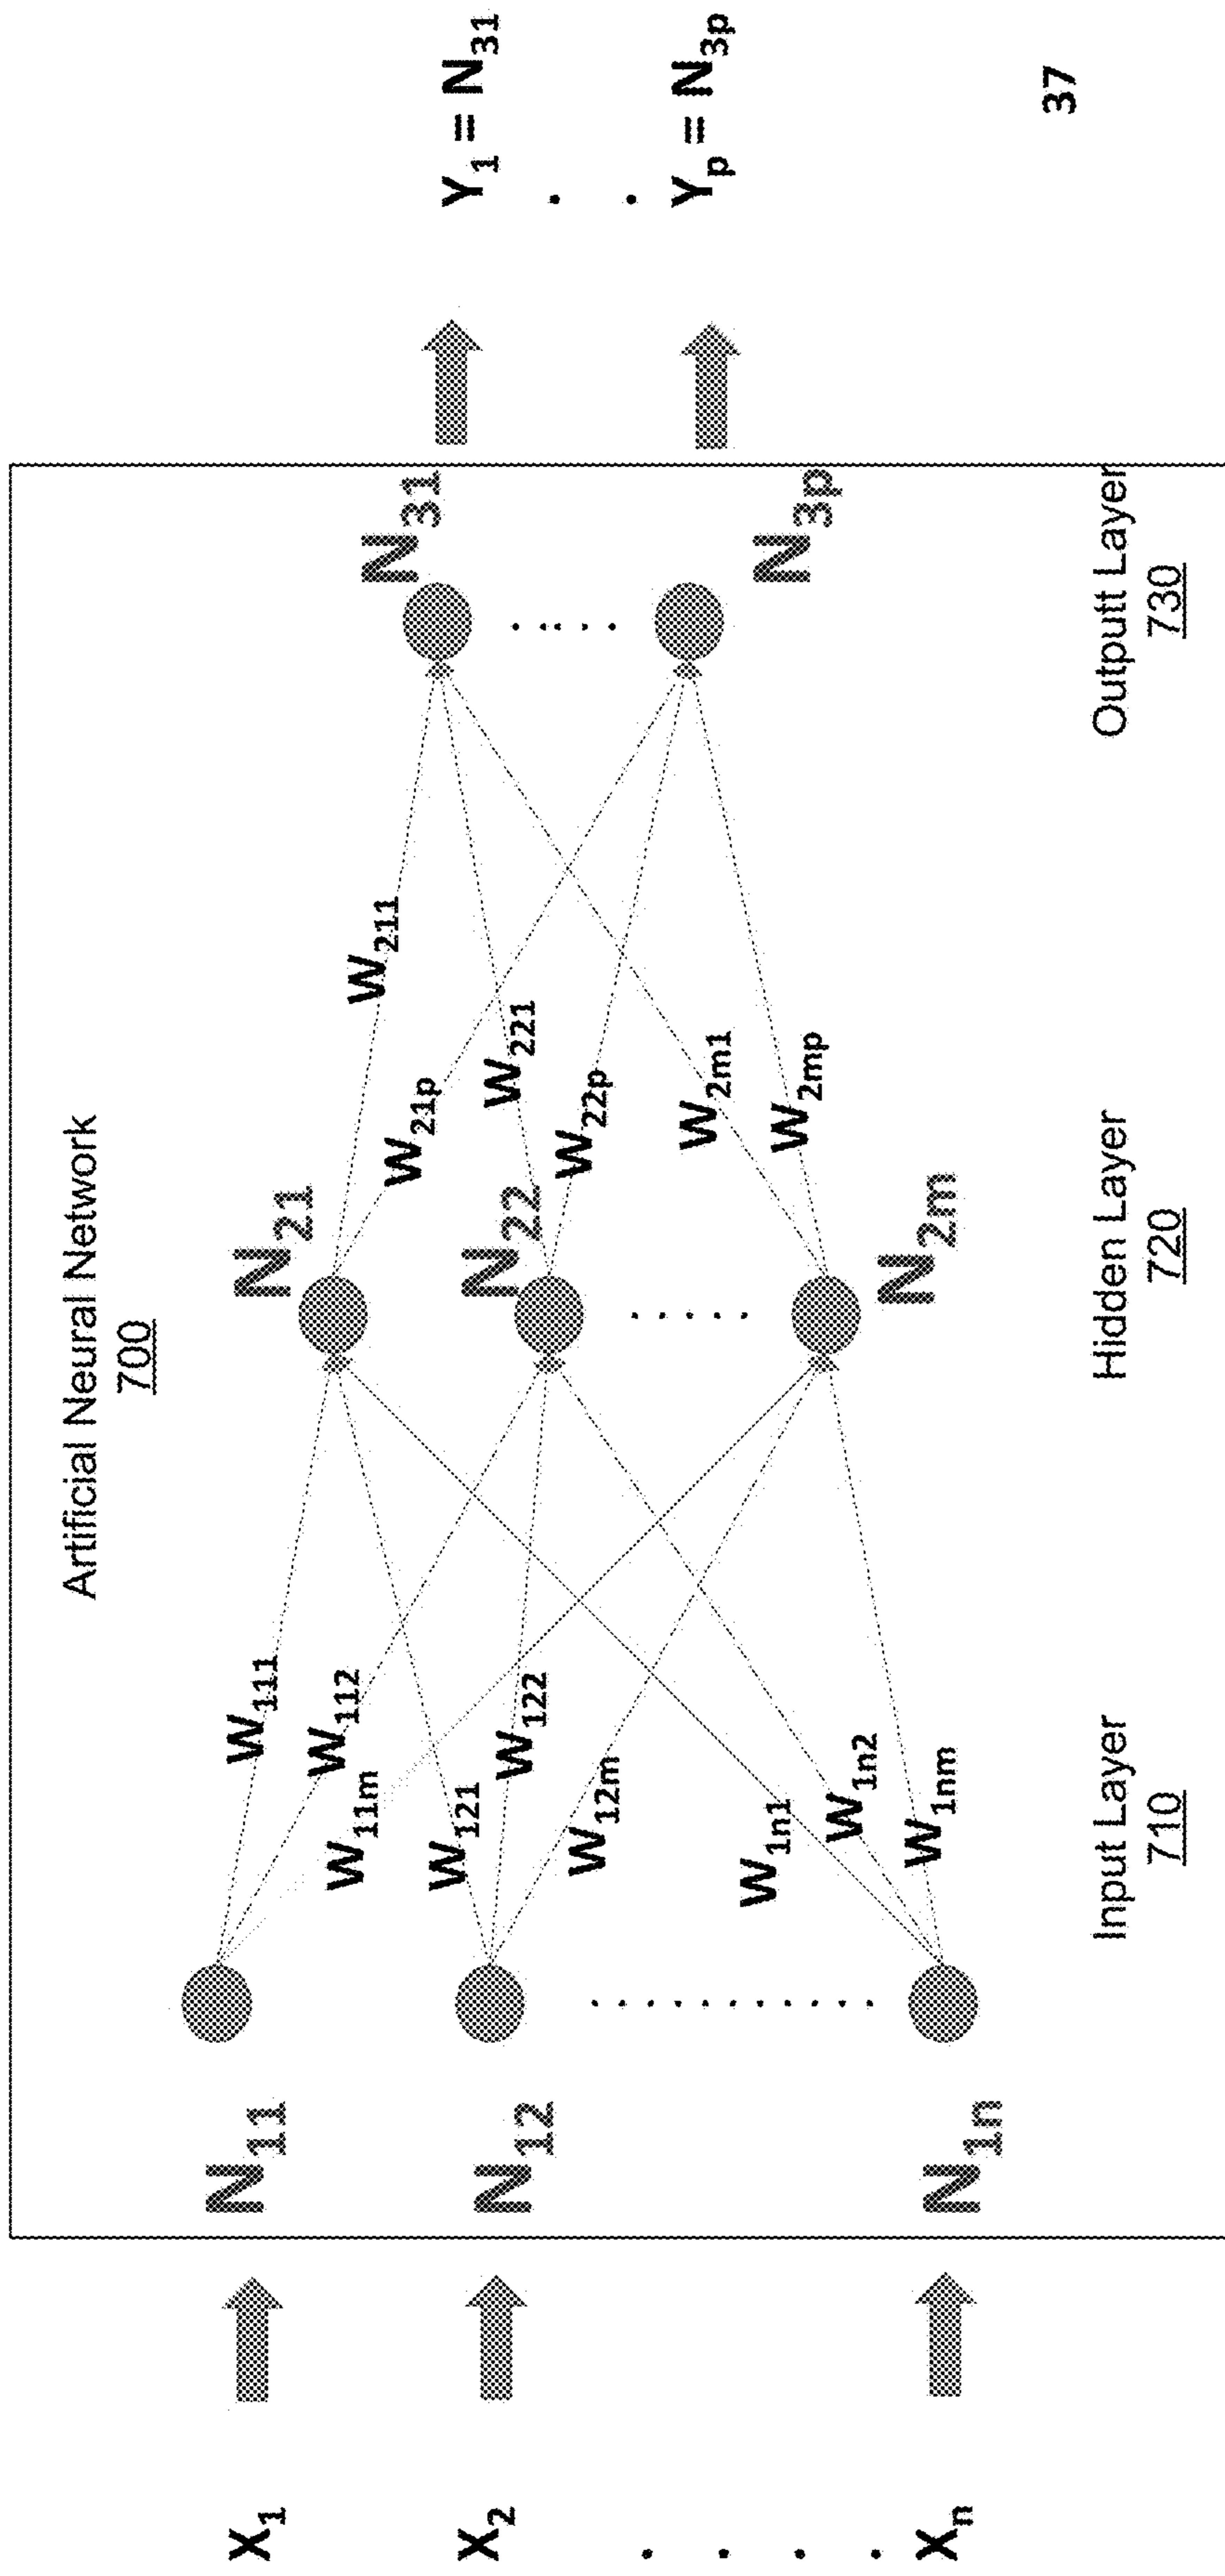 Artificial Neural Network
700
X₁
X₂
Xₙ
N₁₁
N₁₂
N₁ₙ
W₁₁₁
W₁₁₂
W₁₁ₘ
W₁₂₁
W₁₂₂
W₁₂ₘ
W₁ₙ₁
W₁ₙ₂
W₁ₙₘ
N₂₁
N₂₂
N₂ₘ
W₂₁₁
W₂₁ₚ
W₂₂₁
W₂₂ₚ
W₂ₘ₁
W₂ₘₚ
N₃₁
N₃ₚ
Y₁ = N₃₁
Yₚ = N₃ₚ
Input Layer
710
Hidden Layer
720
Outputt Layer
730
37